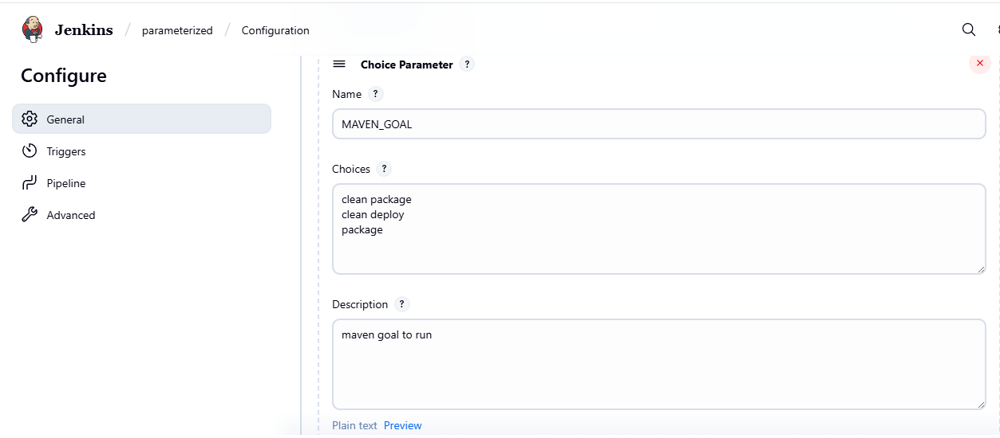 Jenkins / parameterized / Configuration
Configure
General
Triggers
Pipeline
Advanced
Choice Parameter ?
Name ?
MAVEN_GOAL
Choices ?
clean package
clean deploy
package
Description ?
maven goal to run
Plain text Preview